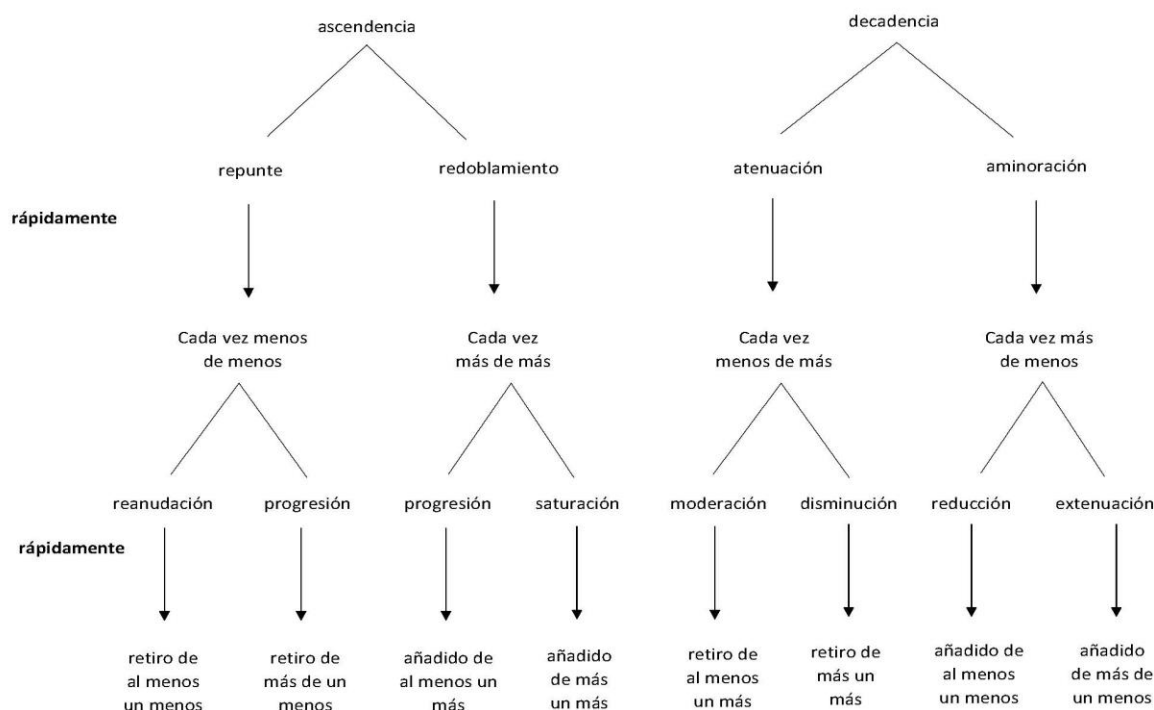 ascendencia
decadencia
repunte
redoblamiento
atenuación
aminoración
rápidamente
Cada vez menos
de menos
Cada vez
más de más
Cada vez
menos de más
Cada vez más
de menos
reanudación
progresión
progresión
saturación
moderación
disminución
reducción
extenuación
rápidamente
retiro de
al menos
un menos
retiro de
más de un
menos
añadido de
al menos un
más
añadido
de más
un más
retiro de
al menos
un más
retiro de
más un
más
añadido de
al menos
un menos
añadido
de más de
un menos